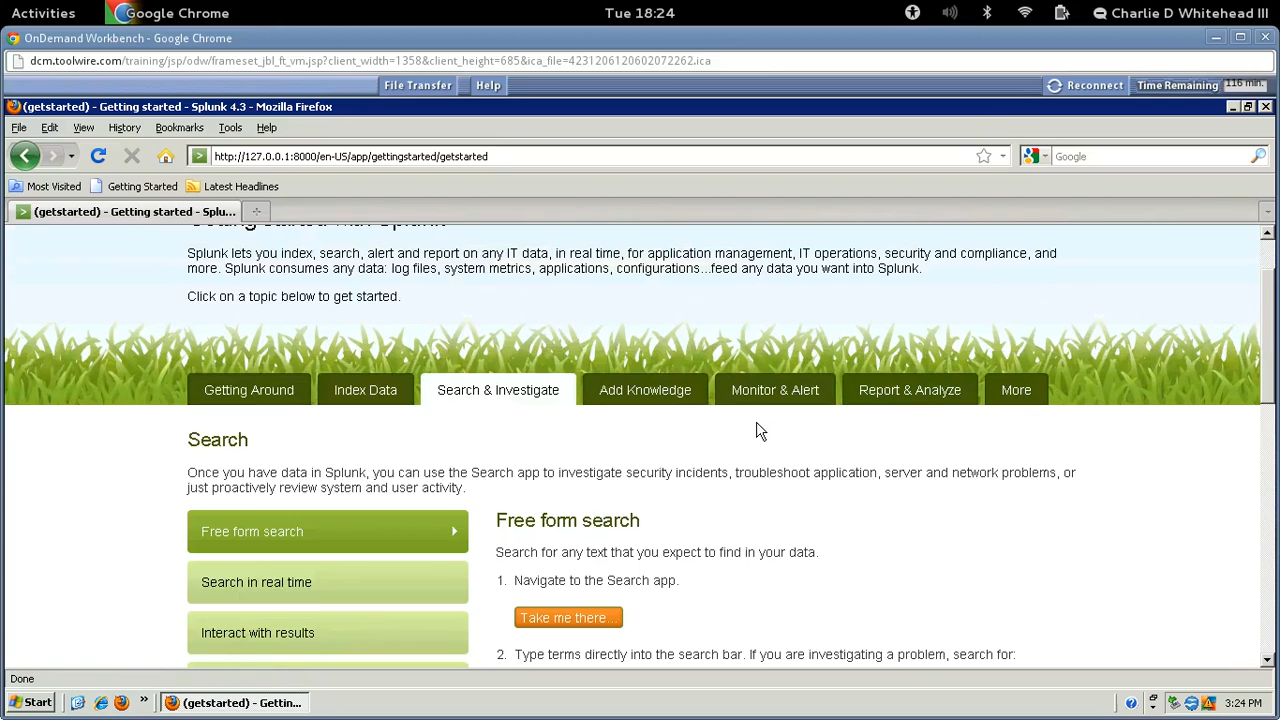 Activities
Google Chrome
Tue 18:24
Charlie D Whitehead III
OnDemand Workbench - Google Chrome
dcm.toolwire.com/training/jsp/odw/frameset_jbl_ft_vm.jsp?client_width=1358&client_height=685&ica_file=4231206120602072262.ica
File Transfer
Help
Reconnect
Time Remaining
116 min.
(getstarted) - Getting started - Splunk 4.3 - Mozilla Firefox
File Edit View History Bookmarks Tools Help
http://127.0.0.1:8000/en-US/app/gettingstarted/getstarted
Google
Most Visited
Getting Started
Latest Headlines
(getstarted) - Getting started - Splu...
Getting started with Splunk
Splunk lets you index, search, alert and report on any IT data, in real time, for application management, IT operations, security and compliance, and
more. Splunk consumes any data: log files, system metrics, applications, configurations...feed any data you want into Splunk.
Click on a topic below to get started.
Getting Around
Index Data
Search & Investigate
Add Knowledge
Monitor & Alert
Report & Analyze
More
Search
Once you have data in Splunk, you can use the Search app to investigate security incidents, troubleshoot application, server and network problems, or
just proactively review system and user activity.
Free form search
Search in real time
Interact with results
Free form search
Search for any text that you expect to find in your data.
1. Navigate to the Search app.
Take me there...
2. Type terms directly into the search bar. If you are investigating a problem, search for:
Done
Start
(getstarted) - Gettin...
3:24 PM